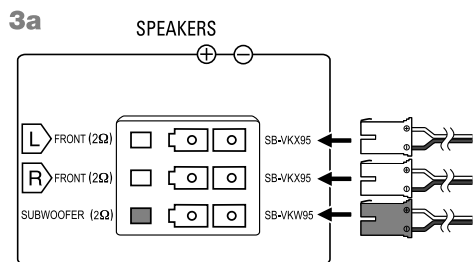 3a
SPEAKERS
+ −
L FRONT (2Ω) SB-VKX95
R FRONT (2Ω) SB-VKX95
SUBWOOFER (2Ω) SB-VKW95